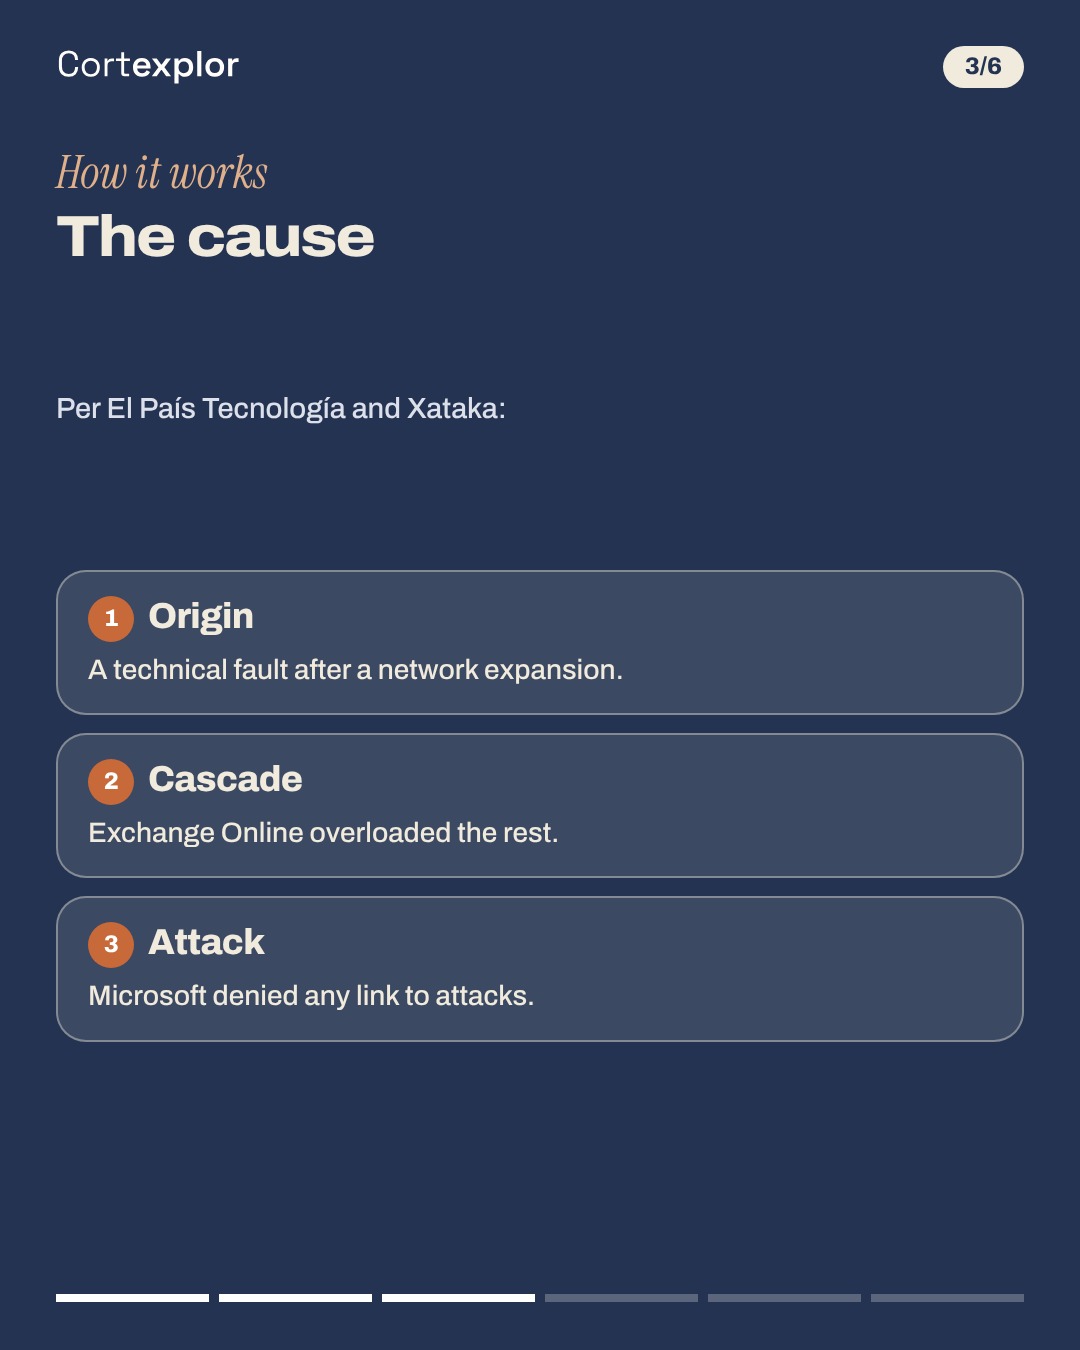 Cortexplor
3/6
How it works
The cause
Per El País Tecnología and Xataka:
1 Origin
A technical fault after a network expansion.
2 Cascade
Exchange Online overloaded the rest.
3 Attack
Microsoft denied any link to attacks.